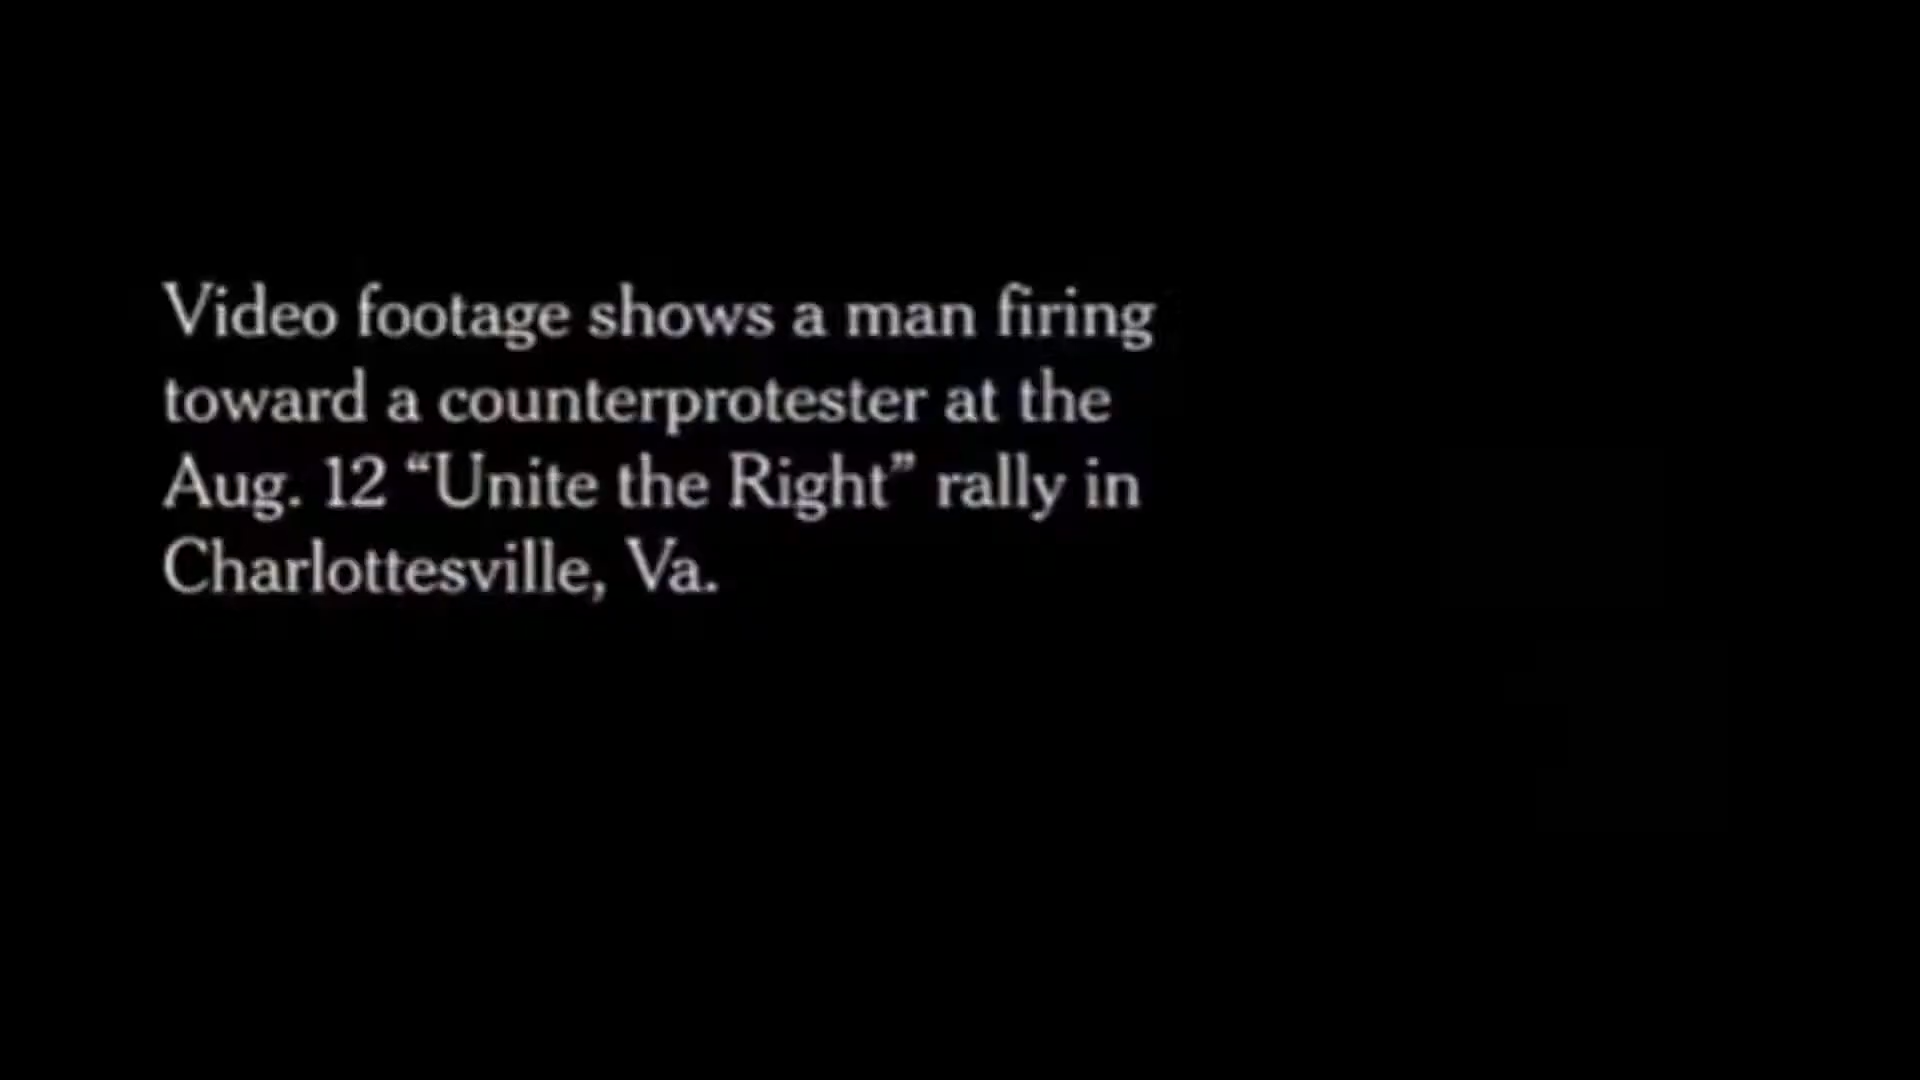 Video footage shows a man firing
toward a counterprotester at the
Aug. 12 “Unite the Right” rally in
Charlottesville, Va.